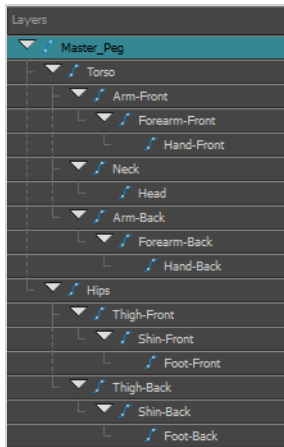 Layers
Master_Peg
Torso
Arm-Front
Forearm-Front
Hand-Front
Neck
Head
Arm-Back
Forearm-Back
Hand-Back
Hips
Thigh-Front
Shin-Front
Foot-Front
Thigh-Back
Shin-Back
Foot-Back